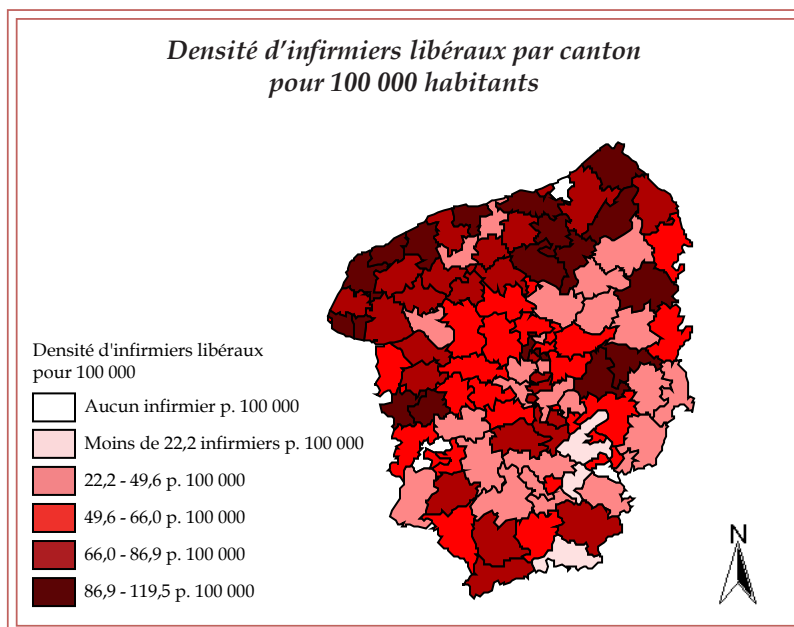 Densité d'infirmiers libéraux par canton
pour 100 000 habitants
Densité d'infirmiers libéraux
pour 100 000
Aucun infirmier p. 100 000
Moins de 22,2 infirmiers p. 100 000
22,2 - 49,6 p. 100 000
49,6 - 66,0 p. 100 000
66,0 - 86,9 p. 100 000
86,9 - 119,5 p. 100 000
N